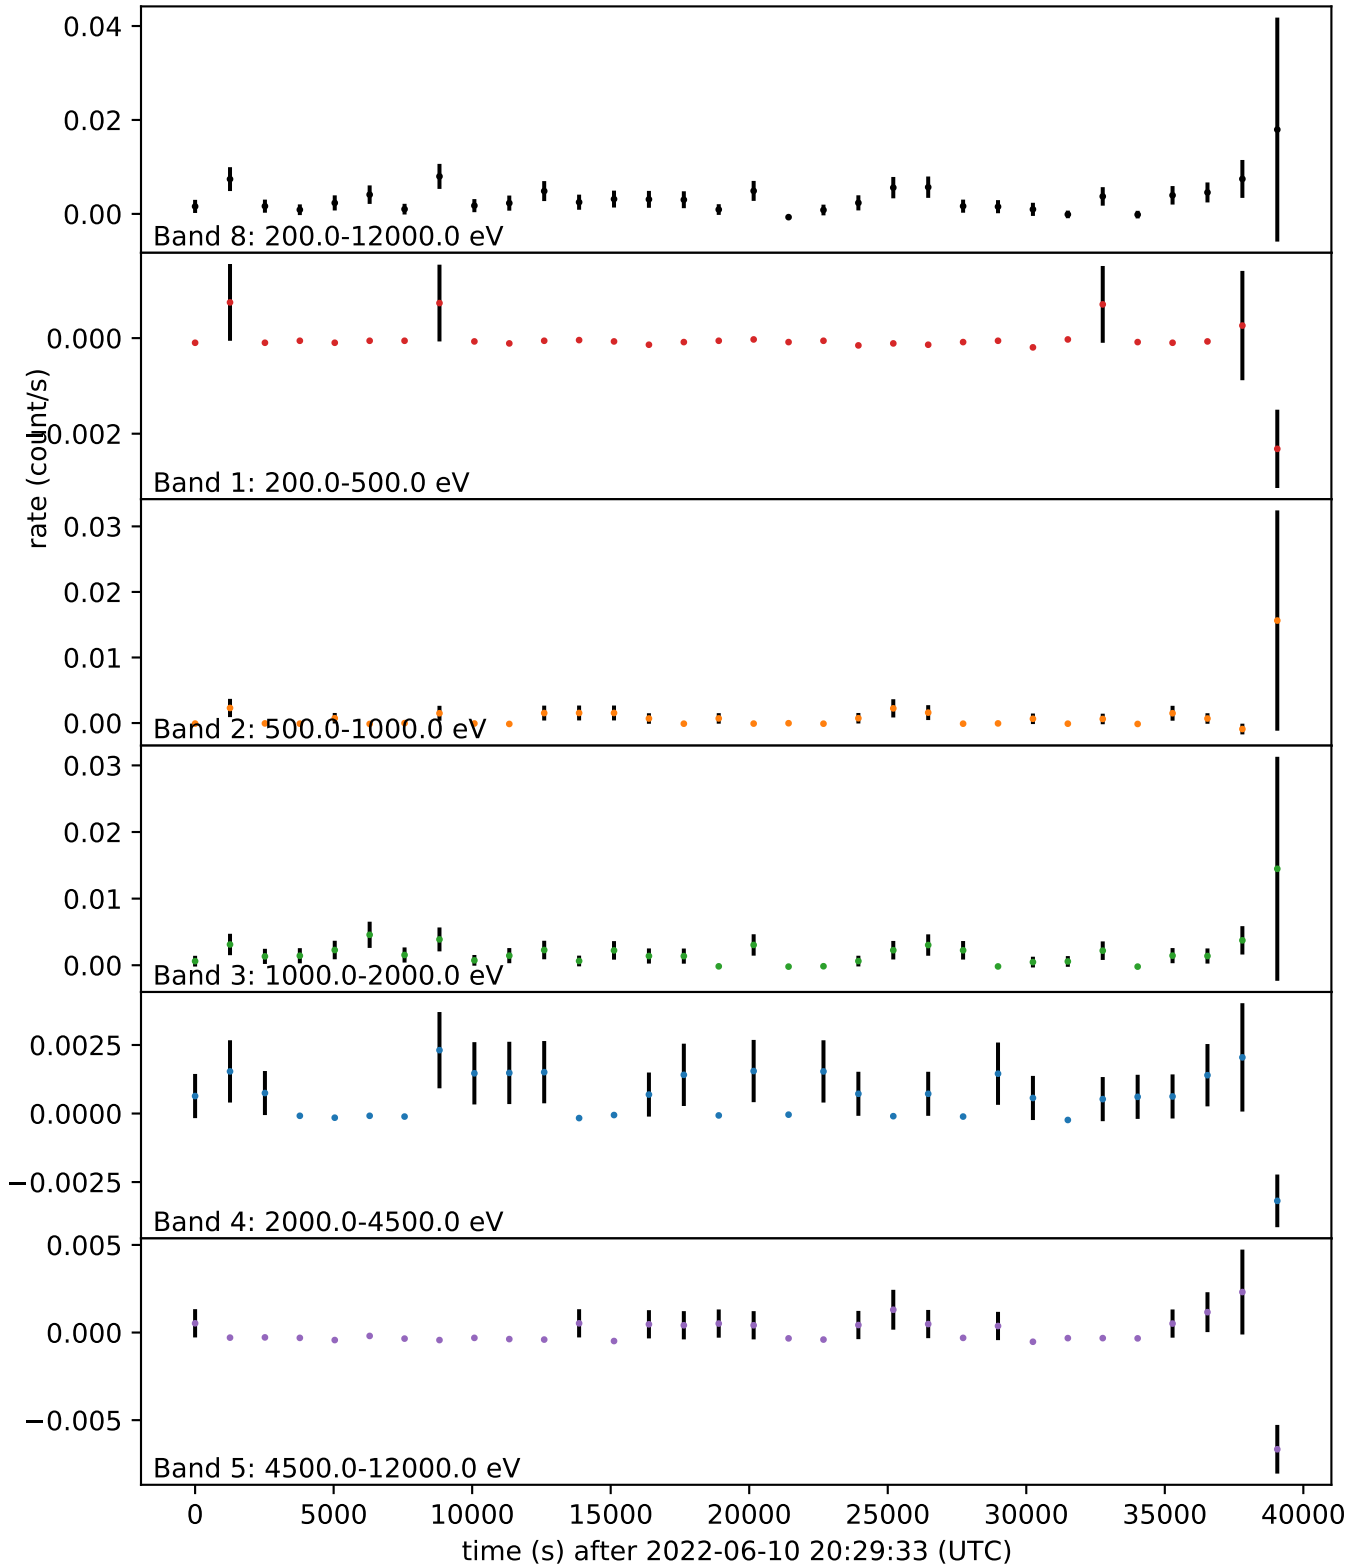 0.04
0.02
0.00
Band 8: 200.0-12000.0 eV
0.000
0.002
Band 1: 200.0-500.0 eV
rate (count/s)
0.03
0.02
0.01
0.00
Band 2: 500.0-1000.0 eV
0.03
0.02
0.01
0.00
Band 3: 1000.0-2000.0 eV
0.0025
0.0000
−0.0025
Band 4: 2000.0-4500.0 eV
0.005
0.000
−0.005
Band 5: 4500.0-12000.0 eV
0 5000 10000 15000 20000 25000 30000 35000 40000
time (s) after 2022-06-10 20:29:33 (UTC)